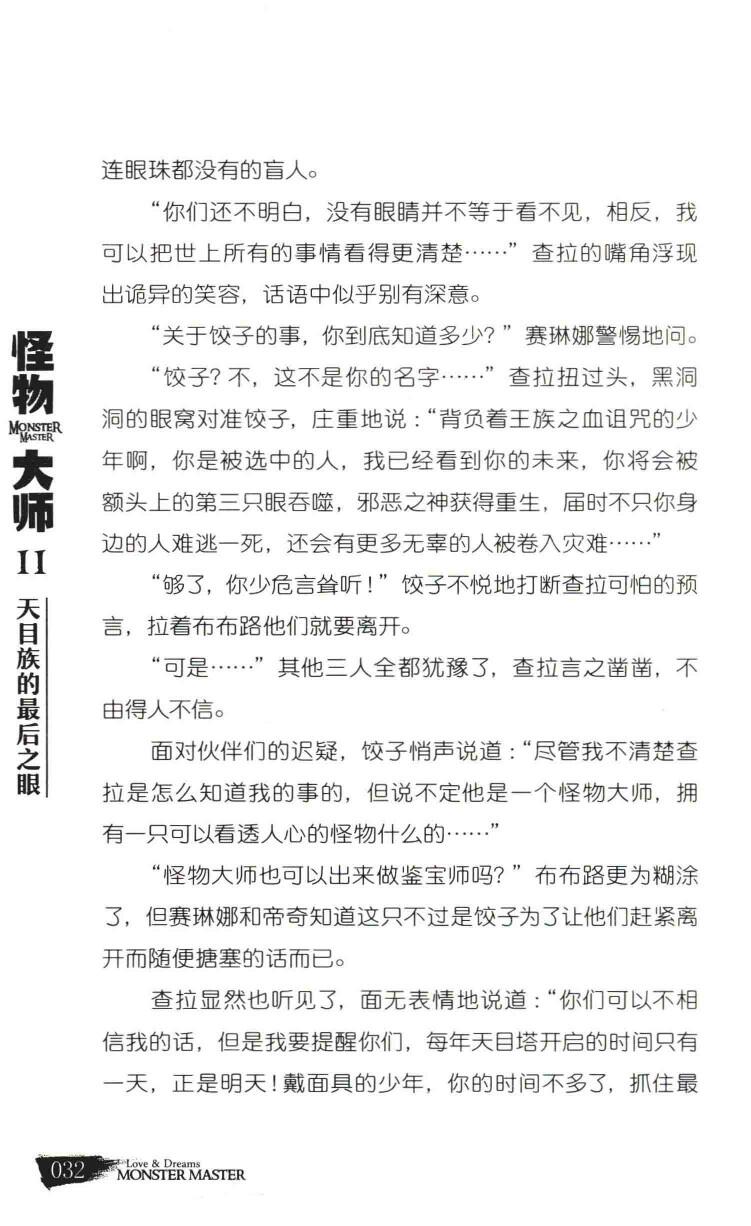 连眼珠都没有的盲人。
“你们还不明白，没有眼睛并不等于看不见，相反，我
可以把世上所有的事情看得更清楚……”查拉的嘴角浮现
出诡异的笑容，话语中似乎别有深意。
“关于饺子的事，你到底知道多少？”赛琳娜警惕地问。
“饺子？不，这不是你的名字……”查拉扭过头，黑洞
洞的眼窝对准饺子，庄重地说：“背负着王族之血诅咒的少
年啊，你是被选中的人，我已经看到你的未来，你将会被
额头上的第三只眼吞噬，邪恶之神获得重生，届时不只你身
边的人难逃一死，还会有更多无辜的人被卷入灾难……”
“够了，你少危言耸听！”饺子不悦地打断查拉可怕的预
言，拉着布布路他们就要离开。
“可是……”其他三人全都犹豫了，查拉言之凿凿，不
由得人不信。
面对伙伴们的迟疑，饺子悄声说道：“尽管我不清楚查
拉是怎么知道我的事的，但说不定他是一个怪物大师，拥
有一只可以看透人心的怪物什么的……”
“怪物大师也可以出来做鉴宝师吗？”布布路更为糊涂
了，但赛琳娜和帝奇知道这只不过是饺子为了让他们赶紧离
开而随便搪塞的话而已。
查拉显然也听见了，面无表情地说道：“你们可以不相
信我的话，但是我要提醒你们，每年天目塔开启的时间只有
一天，正是明天！戴面具的少年，你的时间不多了，抓住最
怪物
MONSTER
MASTER
大师
II
天目族的最后之眼
032
Love & Dreams
MONSTER MASTER